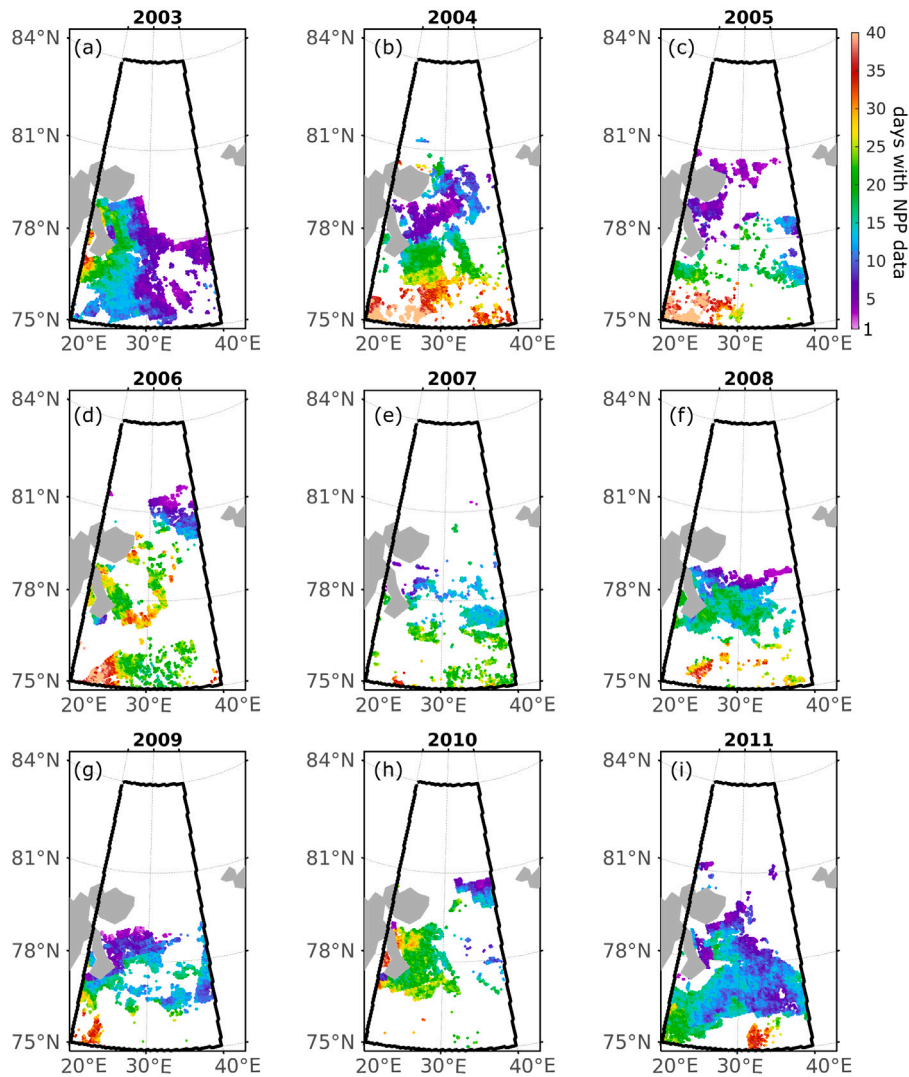 2003 2004 2005
84°N (a) 84°N (b) 84°N (c) 40
35
81°N 81°N 81°N 30
25
78°N 78°N 78°N 20
15
10
5
75°N 75°N 75°N 1
days with NPP data
20°E 30°E 40°E 20°E 30°E 40°E 20°E 30°E 40°E
2006 2007 2008
84°N (d) 84°N (e) 84°N (f)
81°N 81°N 81°N
78°N 78°N 78°N
75°N 75°N 75°N
20°E 30°E 40°E 20°E 30°E 40°E 20°E 30°E 40°E
2009 2010 2011
84°N (g) 84°N (h) 84°N (i)
81°N 81°N 81°N
78°N 78°N 78°N
75°N 75°N 75°N
20°E 30°E 40°E 20°E 30°E 40°E 20°E 30°E 40°E